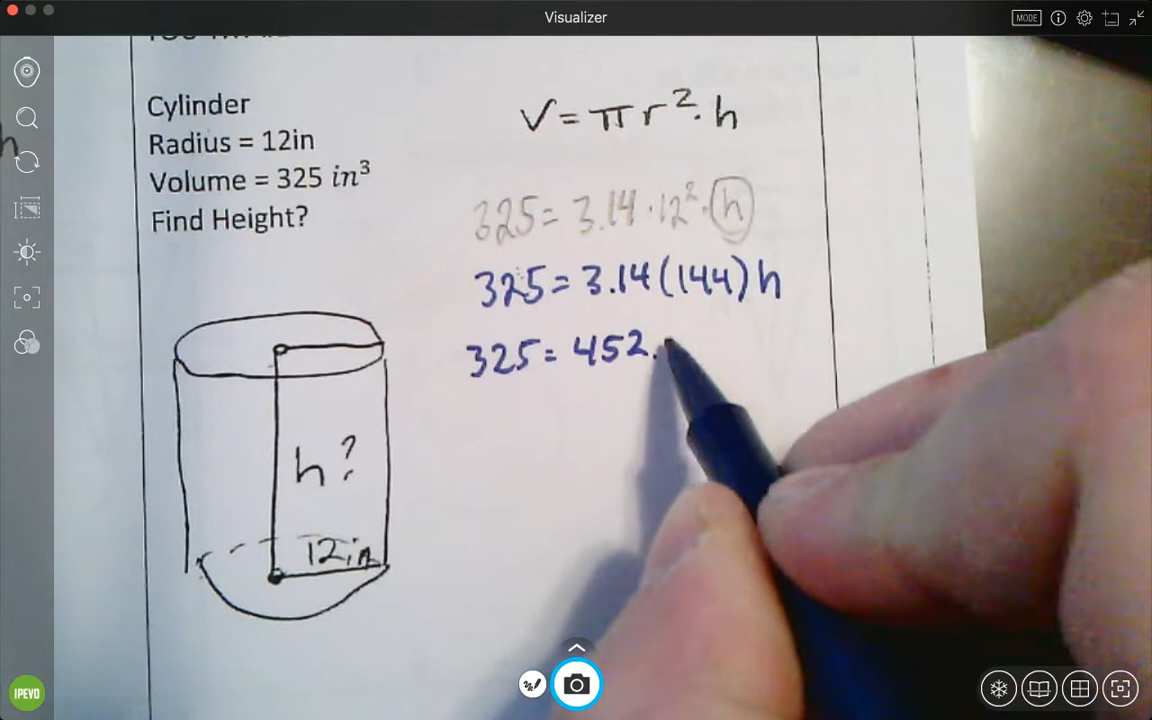 Visualizer
MODE
Cylinder
Radius = 12in
Volume = 325 in³
Find Height?
V = πr²·h
325 = 3.14·12²·h
325 = 3.14(144)h
325 = 452.
h?
12in
h
IPEVO